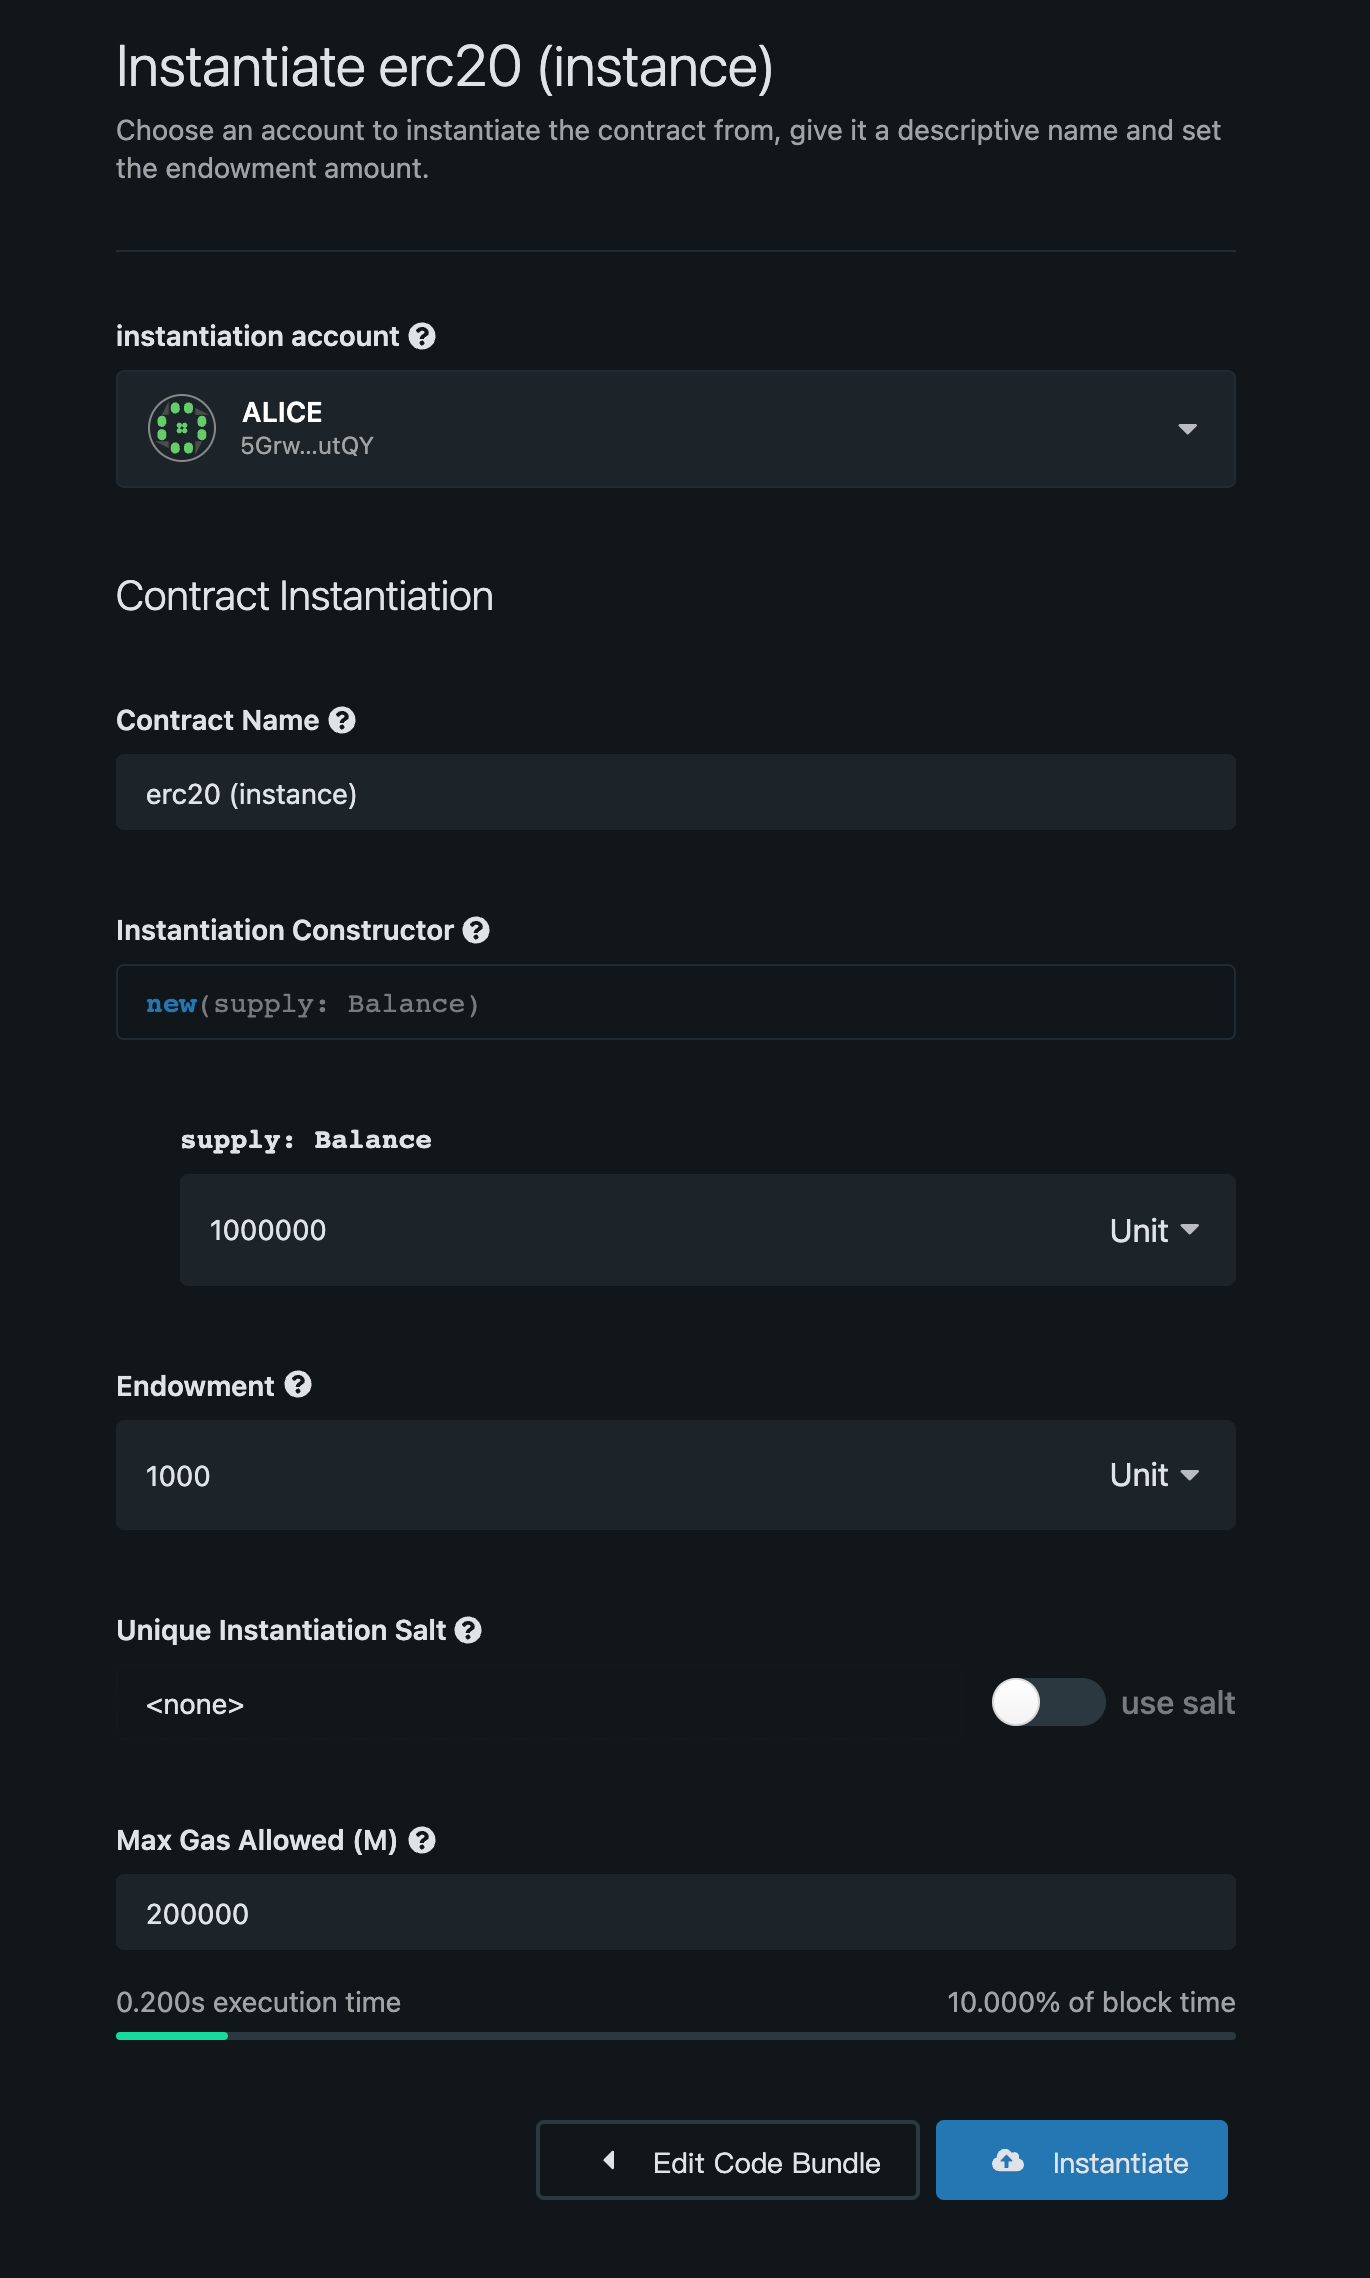 Instantiate erc20 (instance)
Choose an account to instantiate the contract from, give it a descriptive name and set
the endowment amount.
instantiation account ?
ALICE
5Grw...utQY
Contract Instantiation
Contract Name ?
erc20 (instance)
Instantiation Constructor ?
new(supply: Balance)
supply: Balance
1000000 Unit
Endowment ?
1000 Unit
Unique Instantiation Salt ?
<none> use salt
Max Gas Allowed (M) ?
200000
0.200s execution time 10.000% of block time
Edit Code Bundle Instantiate